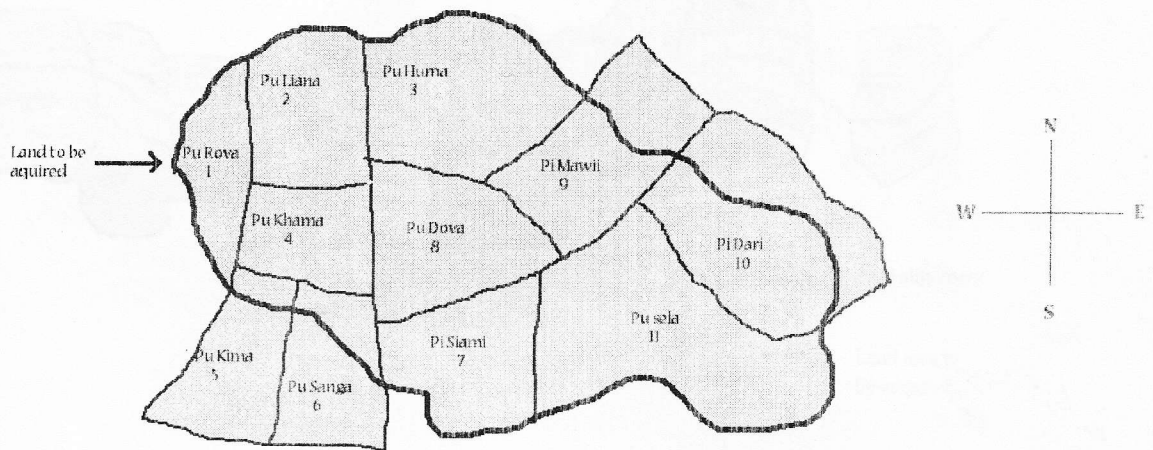 Land to be
aquired
Pu Rova
1
Pu Liana
2
Pu Huma
3
Pu Khama
4
Pu Kima
5
Pu Sanga
6
Pi Siami
7
Pu Dova
8
Pi Mawii
9
Pi Dari
10
Pu sela
11
N
W
E
S